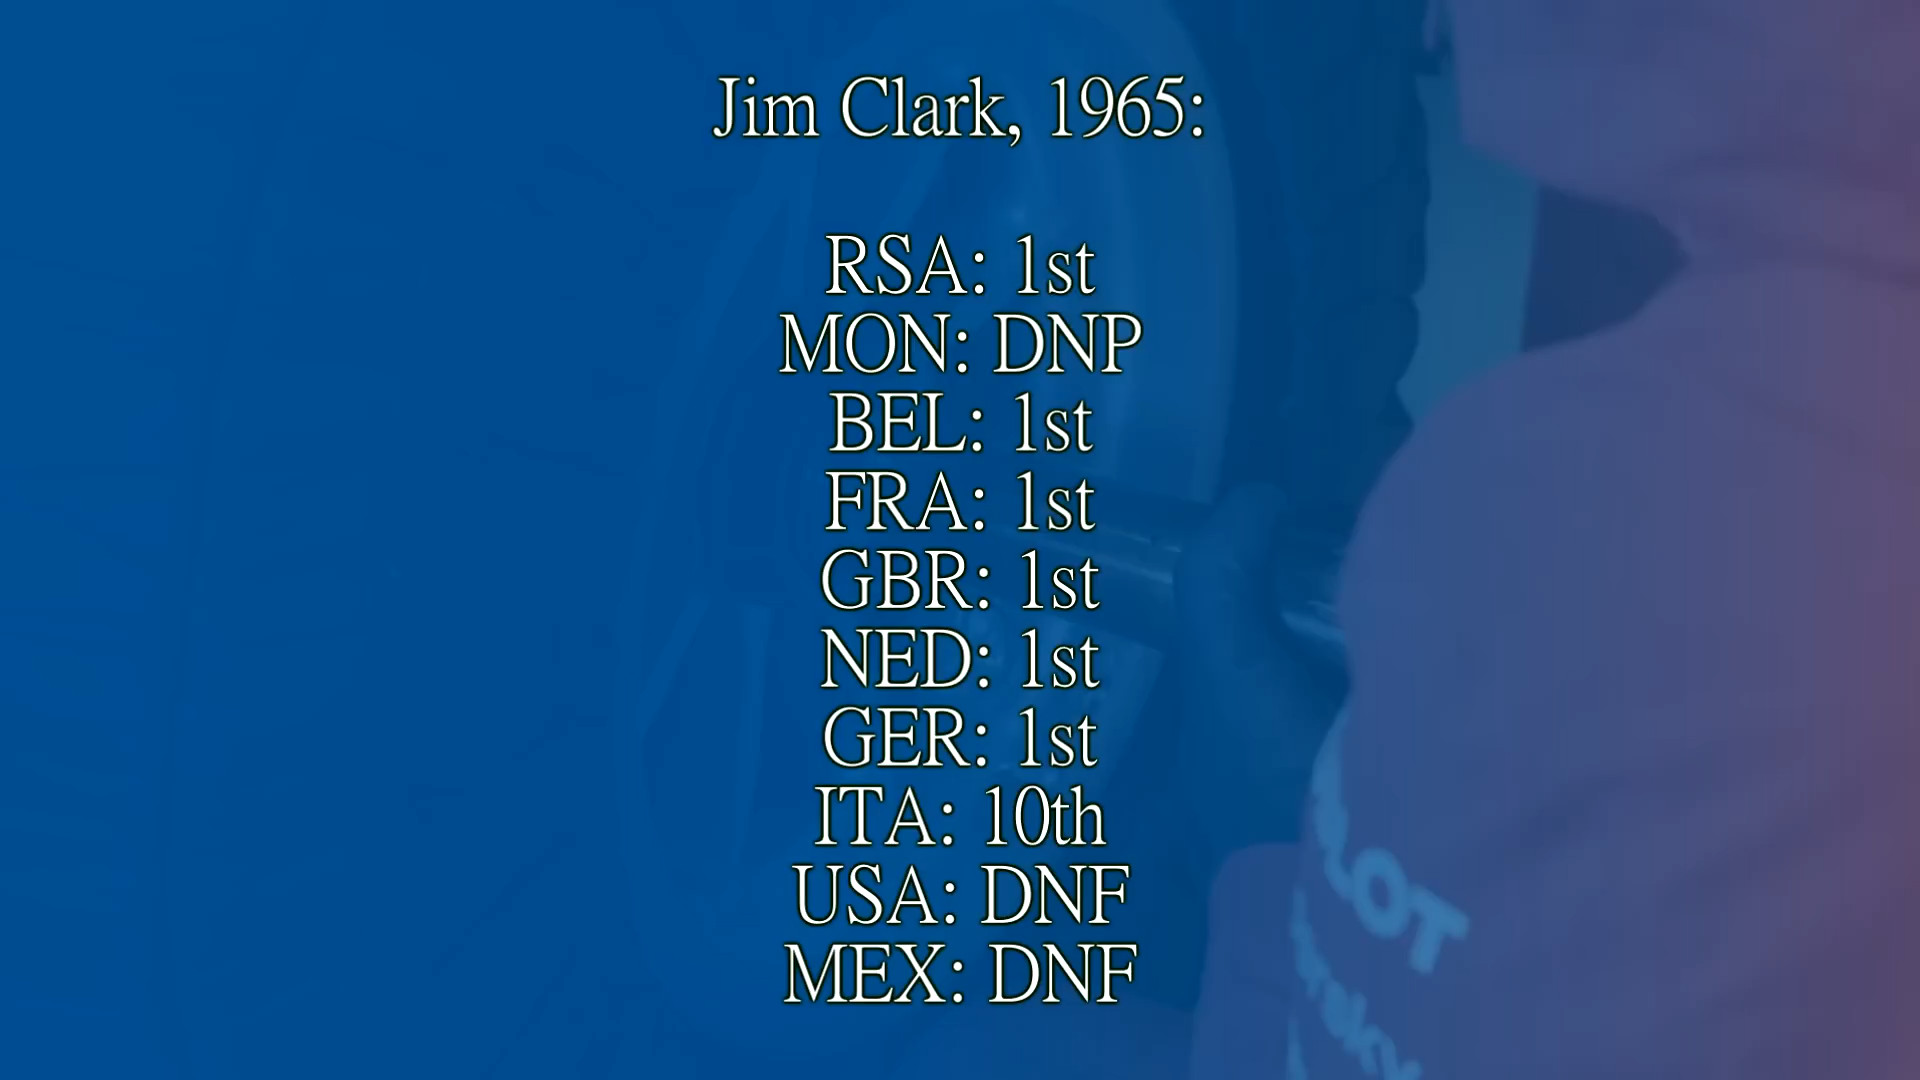 Jim Clark, 1965:
RSA: 1st
MON: DNP
BEL: 1st
FRA: 1st
GBR: 1st
NED: 1st
GER: 1st
ITA: 10th
USA: DNF
MEX: DNF